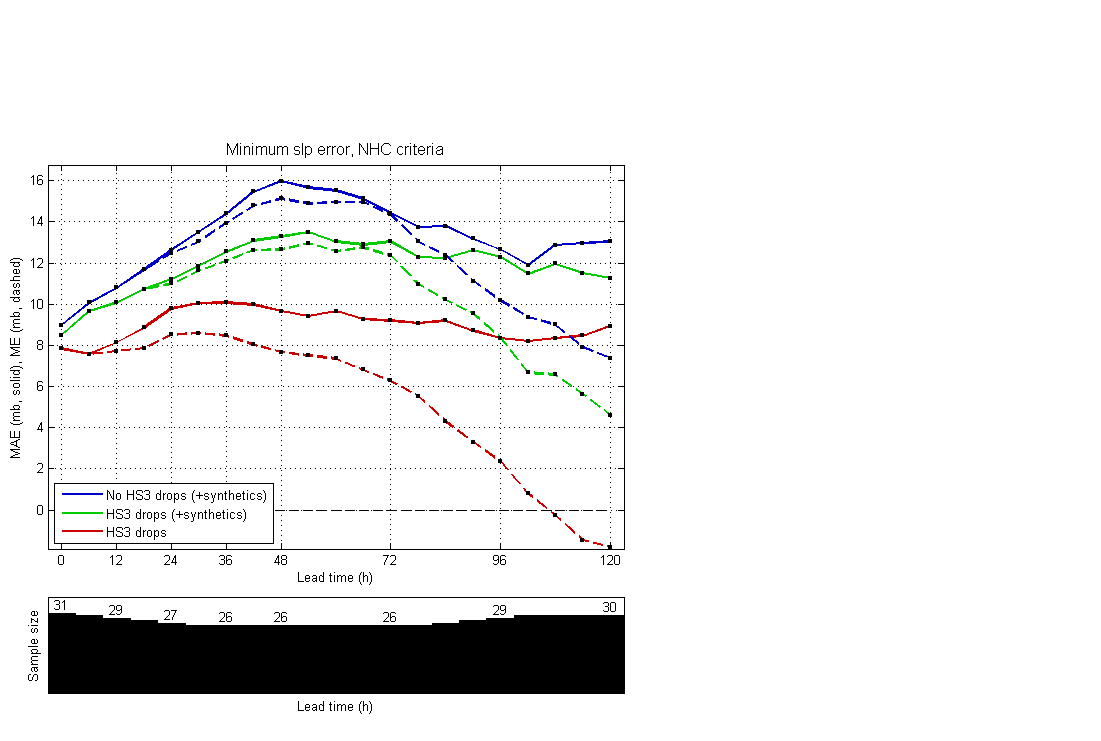 Minimum slp error, NHC criteria
MAE (mb, solid), ME (mb, dashed)
16
14
12
10
8
6
4
2
0
No HS3 drops (+synthetics)
HS3 drops (+synthetics)
HS3 drops
0 12 24 36 48 72 96 120
Lead time (h)
Sample size
31 29 27 26 26 26 29 30
Lead time (h)